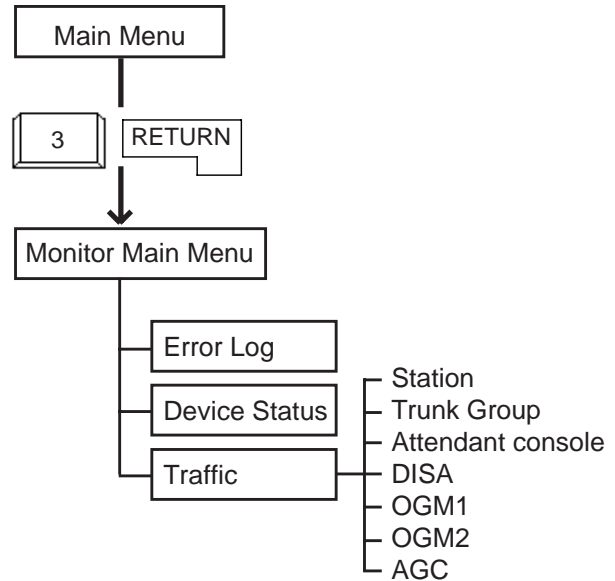 Main Menu
3
RETURN
Monitor Main Menu
Error Log
Device Status
Traffic
Station
Trunk Group
Attendant console
DISA
OGM1
OGM2
AGC